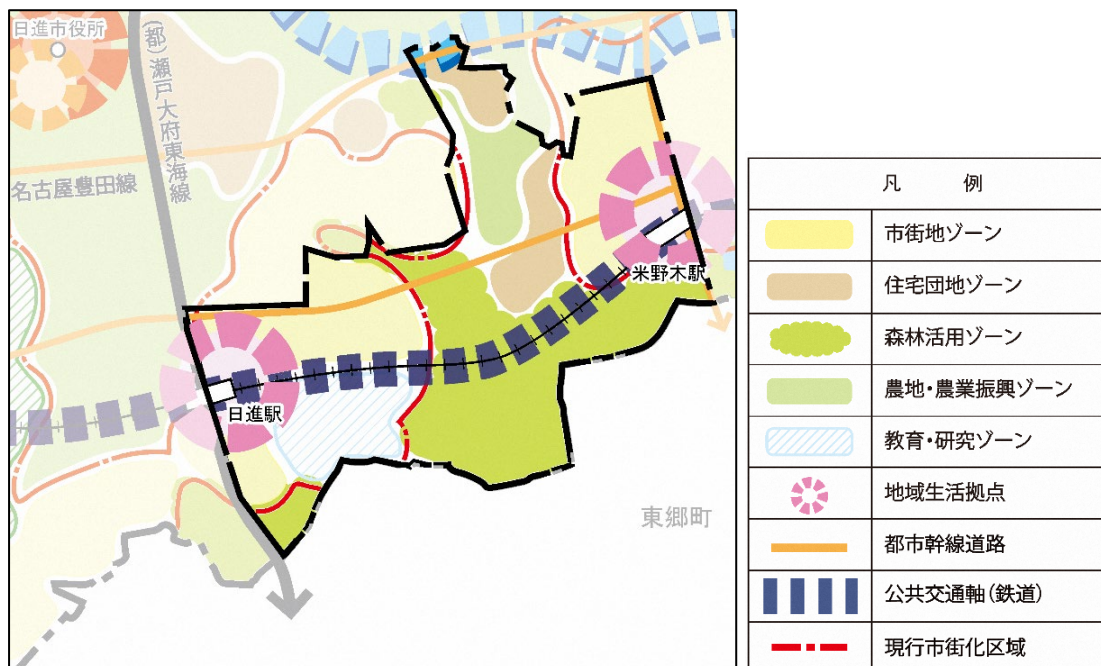 日進市役所
(都)瀬戸大府東海線
名古屋豊田線
米野木駅
日進駅
東郷町
凡 例
市街地ゾーン
住宅団地ゾーン
森林活用ゾーン
農地・農業振興ゾーン
教育・研究ゾーン
地域生活拠点
都市幹線道路
公共交通軸(鉄道)
現行市街化区域